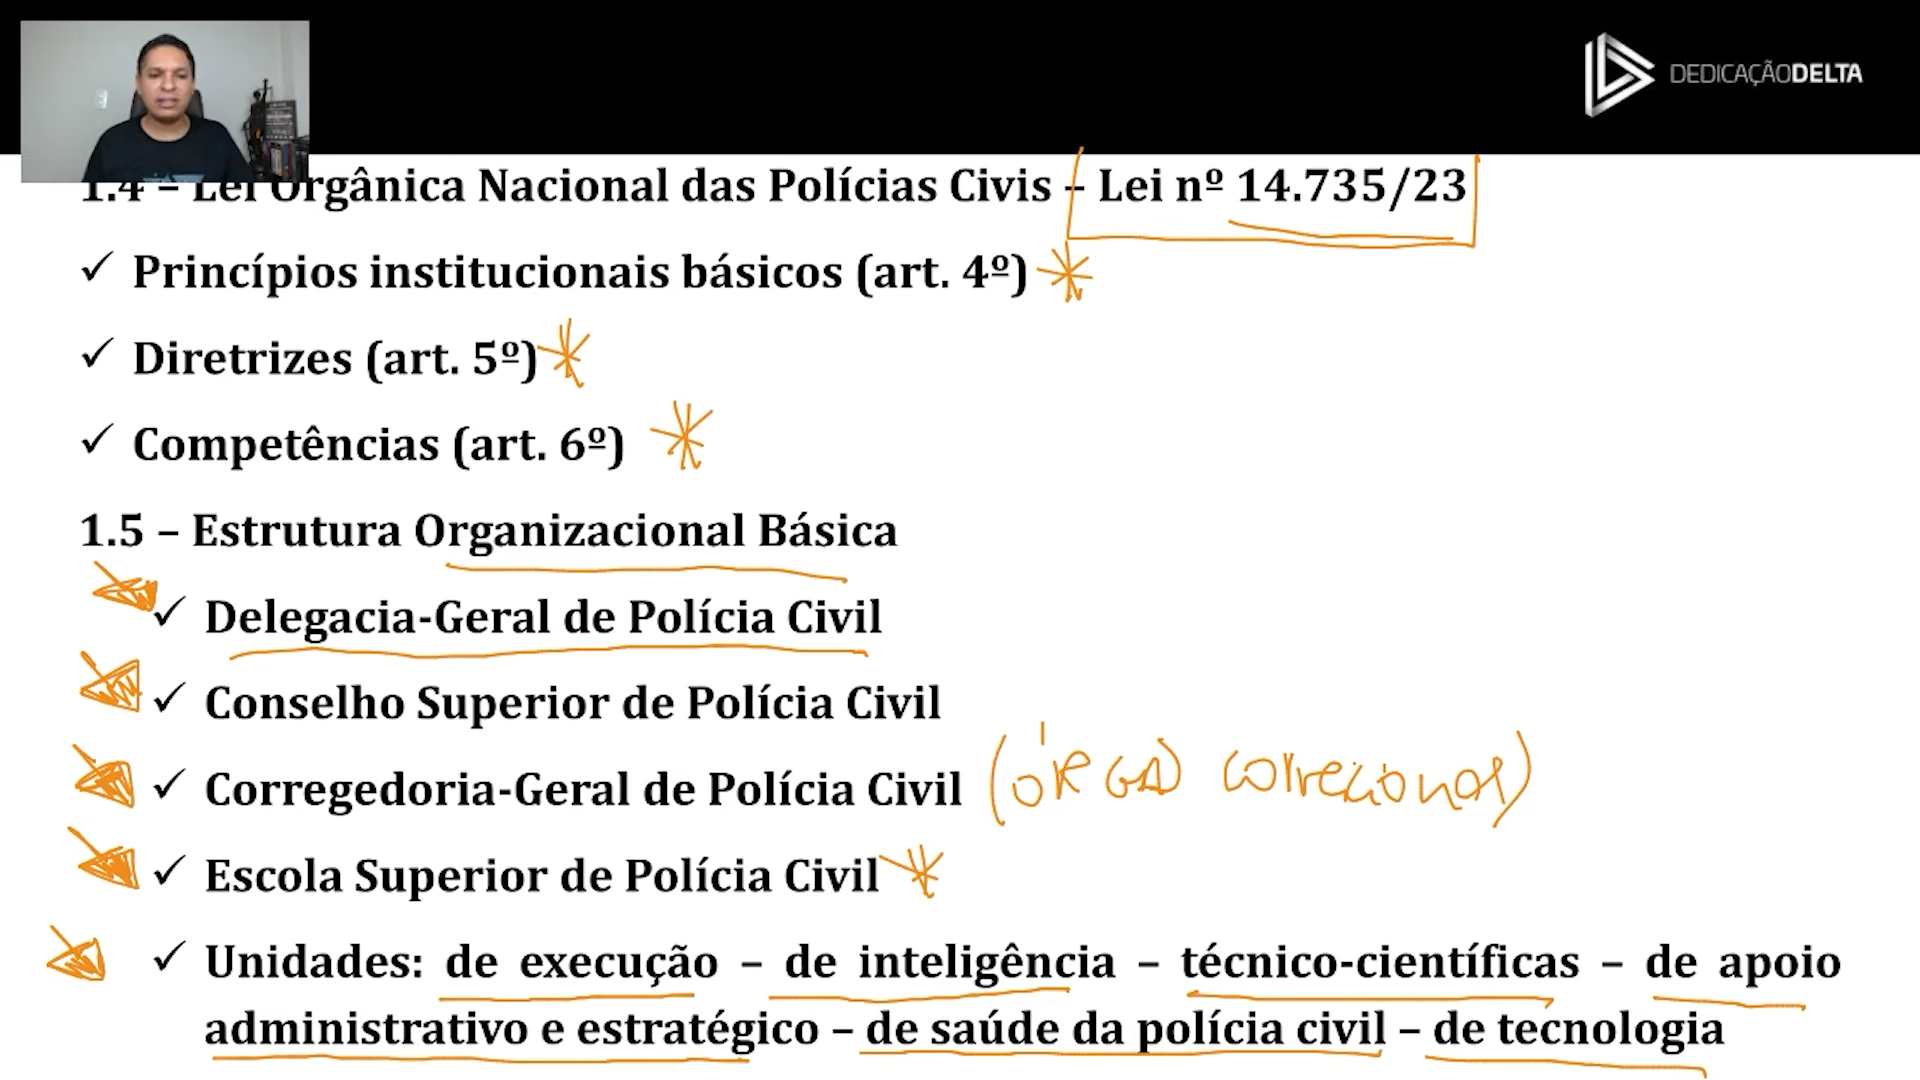 DEDICAÇÃODELTA
1.4 – Lei Orgânica Nacional das Polícias Civis – Lei nº 14.735/23
✓ Princípios institucionais básicos (art. 4º)
✓ Diretrizes (art. 5º)
✓ Competências (art. 6º)
1.5 – Estrutura Organizacional Básica
✓ Delegacia-Geral de Polícia Civil
✓ Conselho Superior de Polícia Civil
✓ Corregedoria-Geral de Polícia Civil (ÓRGÃO correcional)
✓ Escola Superior de Polícia Civil
✓ Unidades: de execução – de inteligência – técnico-científicas – de apoio
administrativo e estratégico – de saúde da polícia civil – de tecnologia